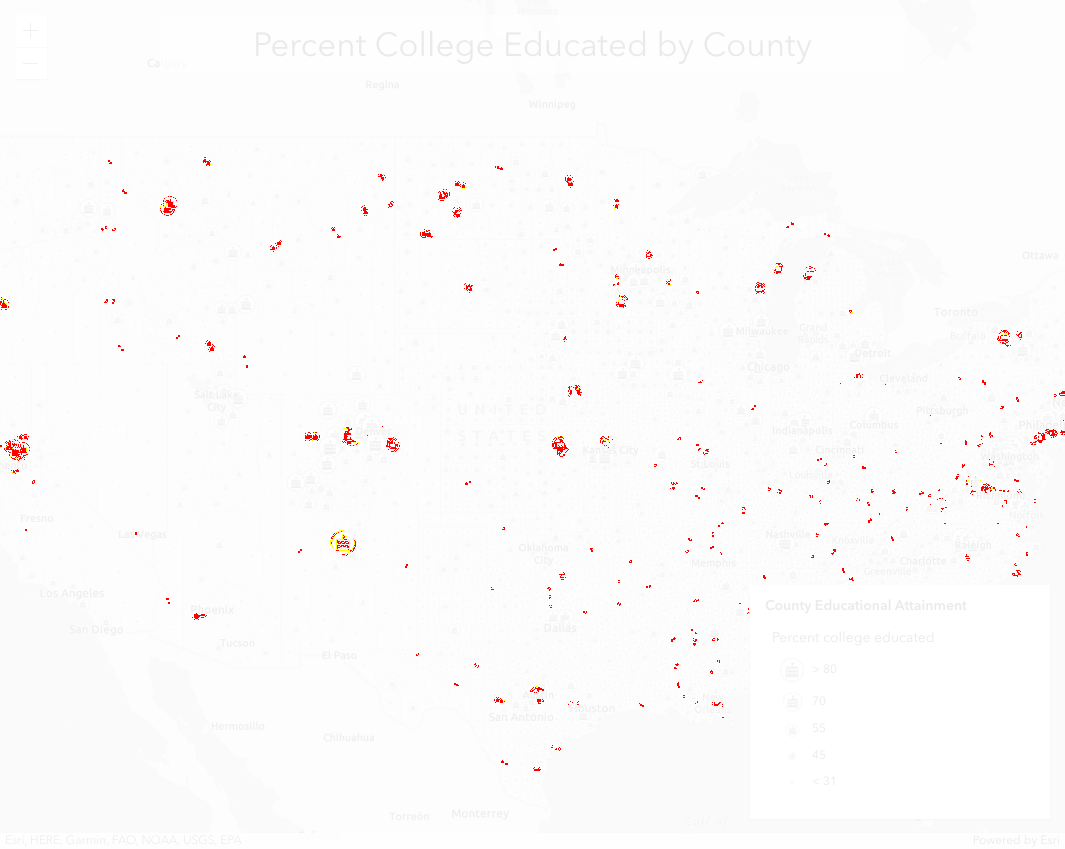 Percent College Educated by County
+
−
Ca
Regina
Winnipeg
Ottawa
Minneapolis
Toronto
Buffalo
Milwaukee
Grand
Rapids
Detroit
Chicago
Cleveland
Salt Lake
City
UNITED
STATES
Pittsburgh
Indianapolis
Columbus
Cincinnati
Kansas City
St Louis
Washington
Louisville
Fresno
Las Vegas
Oklahoma
City
Nashville
Knoxville
Raleigh
Memphis
Charlotte
Greenville
Los Angeles
Phoenix
San Diego
Tucson
Dallas
El Paso
Houston
San Antonio
Hermosillo
Chihuahua
Torreón
Monterrey
County Educational Attainment
Percent college educated
> 80
70
55
45
< 31
Esri, HERE, Garmin, FAO, NOAA, USGS, EPA
Powered by Esri